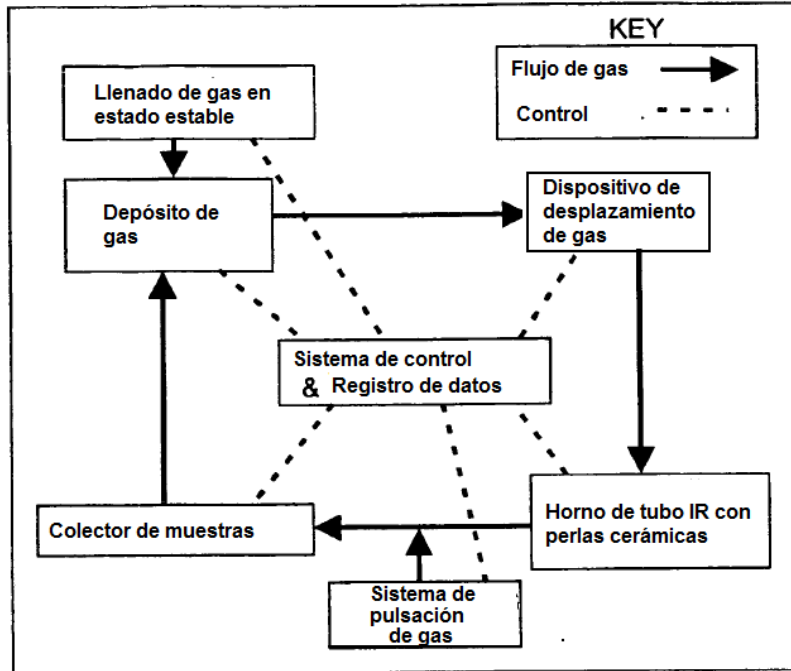 KEY
Flujo de gas
Control
Llenado de gas en
estado estable
Depósito de
gas
Dispositivo de
desplazamiento
de gas
Sistema de control
& Registro de datos
Colector de muestras
Horno de tubo IR con
perlas cerámicas
Sistema de
pulsación
de gas